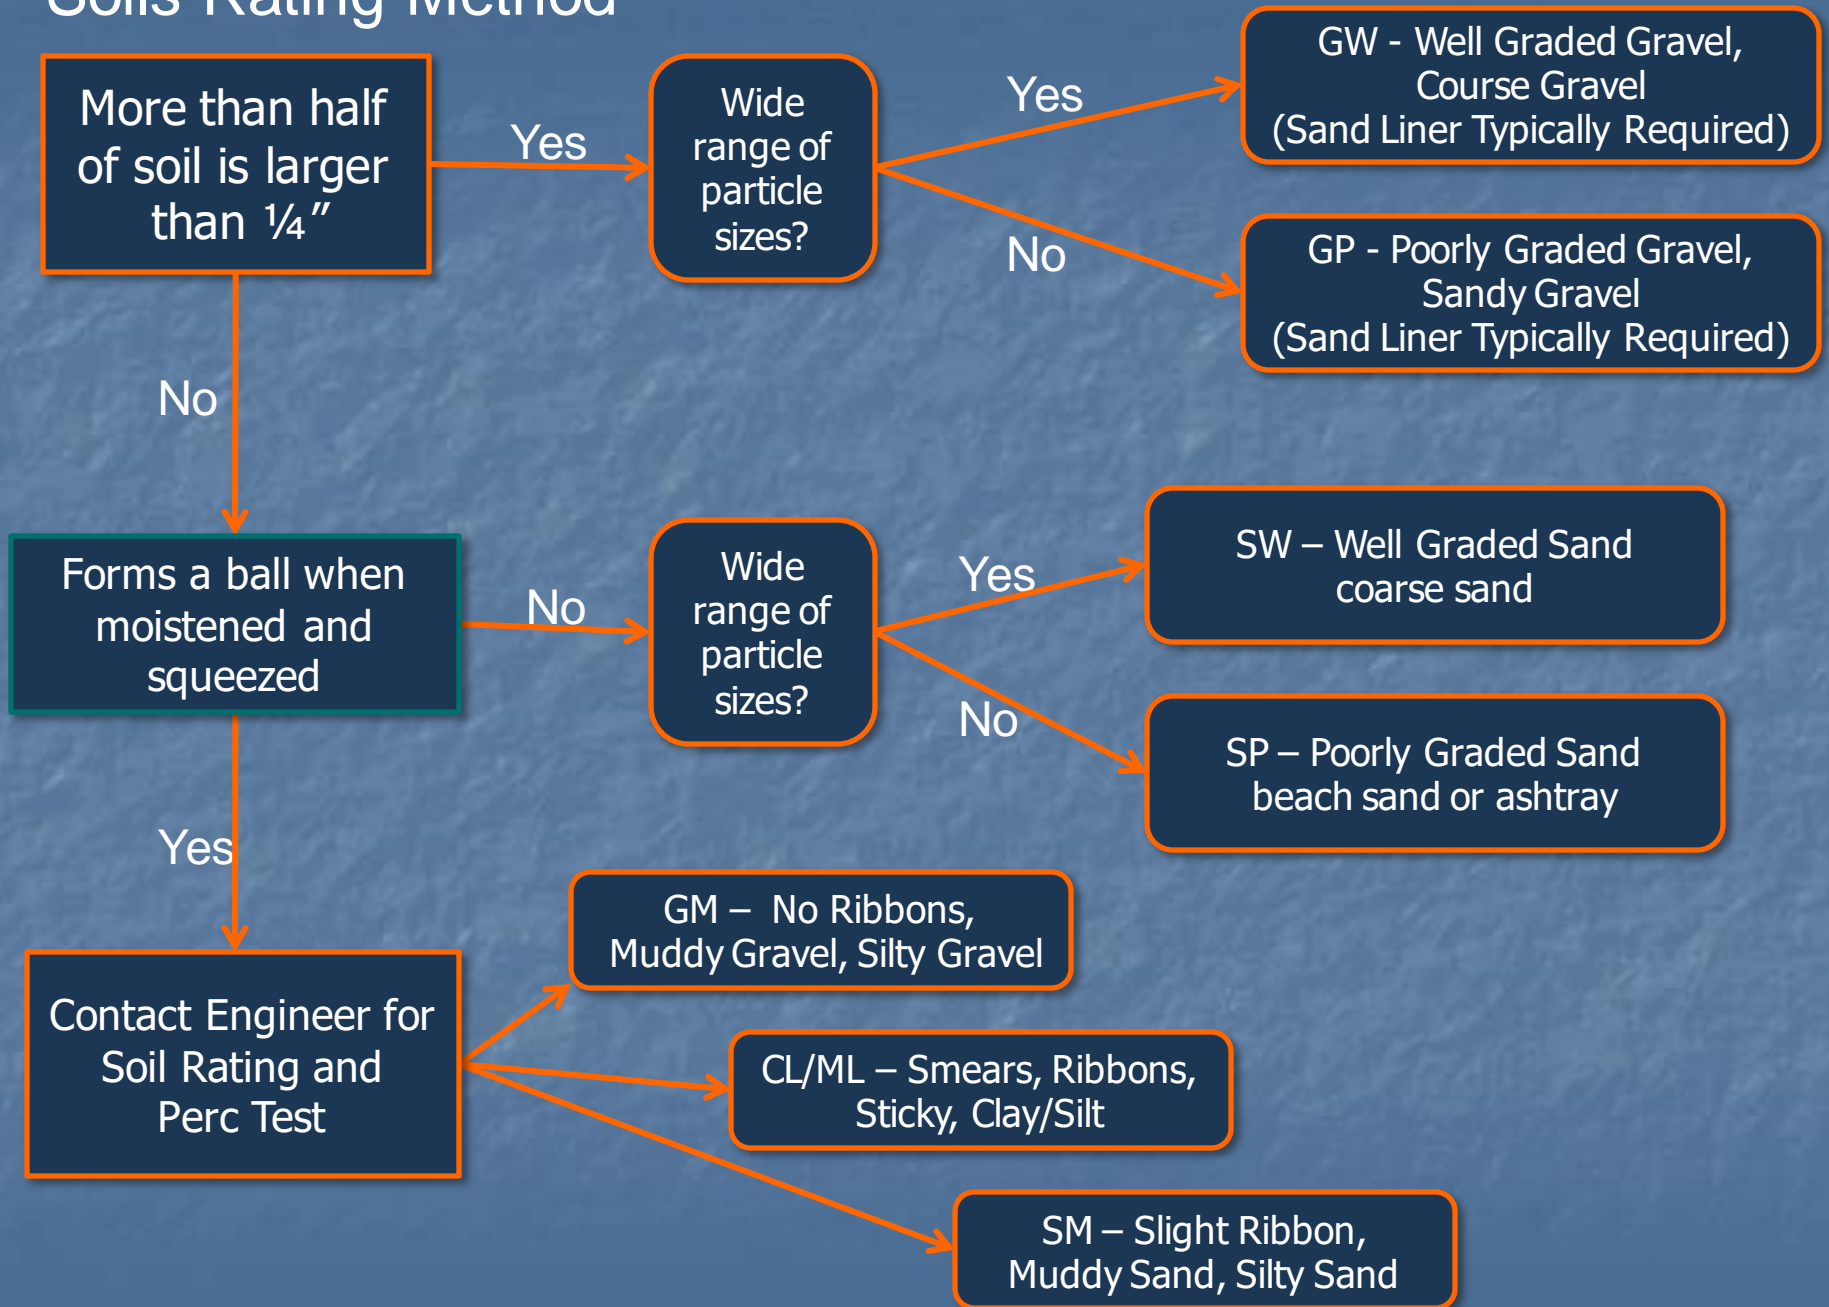 Soils Rating Method
More than half
of soil is larger
than ¼”
Yes
Wide
range of
particle
sizes?
Yes
GW - Well Graded Gravel,
Course Gravel
(Sand Liner Typically Required)
No
GP - Poorly Graded Gravel,
Sandy Gravel
(Sand Liner Typically Required)
No
Forms a ball when
moistened and
squeezed
No
Wide
range of
particle
sizes?
Yes
SW – Well Graded Sand
coarse sand
No
SP – Poorly Graded Sand
beach sand or ashtray
Yes
Contact Engineer for
Soil Rating and
Perc Test
GM – No Ribbons,
Muddy Gravel, Silty Gravel
CL/ML – Smears, Ribbons,
Sticky, Clay/Silt
SM – Slight Ribbon,
Muddy Sand, Silty Sand